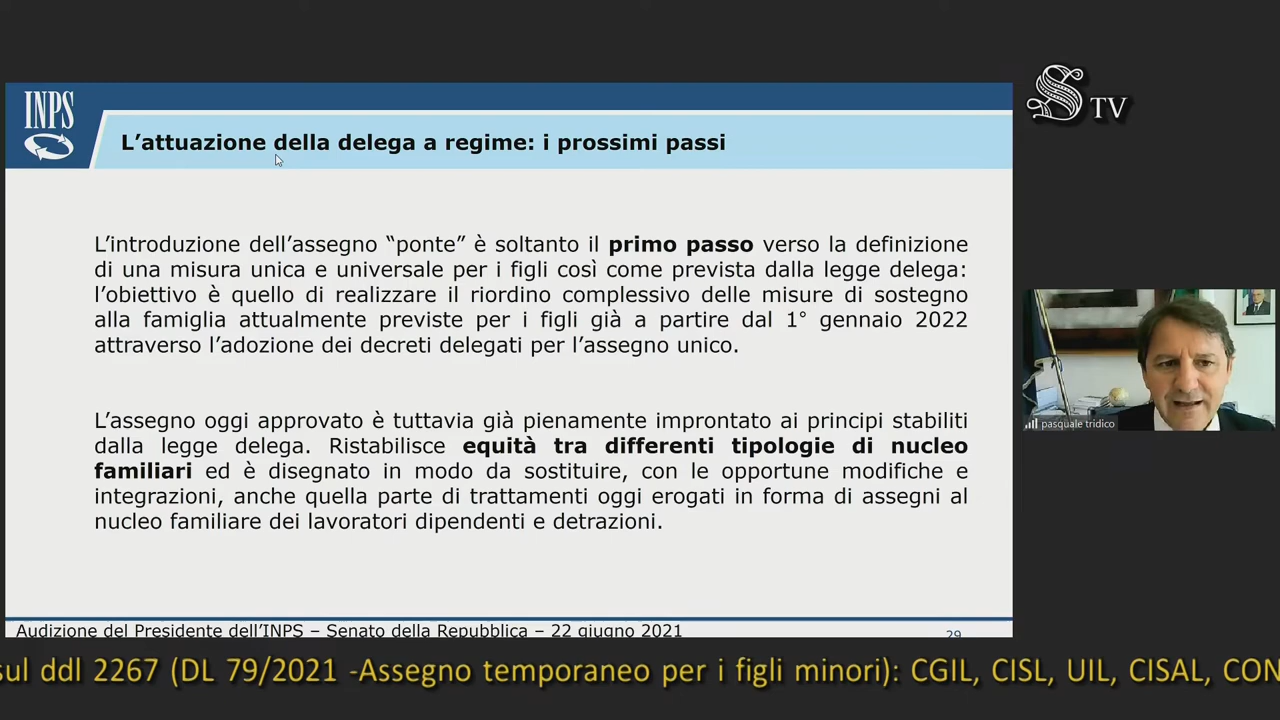 INPS
L’attuazione della delega a regime: i prossimi passi
L’introduzione dell’assegno “ponte” è soltanto il primo passo verso la definizione
di una misura unica e universale per i figli così come prevista dalla legge delega:
l’obiettivo è quello di realizzare il riordino complessivo delle misure di sostegno
alla famiglia attualmente previste per i figli già a partire dal 1° gennaio 2022
attraverso l’adozione dei decreti delegati per l’assegno unico.
L’assegno oggi approvato è tuttavia già pienamente improntato ai principi stabiliti
dalla legge delega. Ristabilisce equità tra differenti tipologie di nucleo
familiari ed è disegnato in modo da sostituire, con le opportune modifiche e
integrazioni, anche quella parte di trattamenti oggi erogati in forma di assegni al
nucleo familiare dei lavoratori dipendenti e detrazioni.
Audizione del Presidente dell’INPS – Senato della Repubblica – 22 giugno 2021
29
S TV
pasquale tridico
sul ddl 2267 (DL 79/2021 -Assegno temporaneo per i figli minori): CGIL, CISL, UIL, CISAL, CON